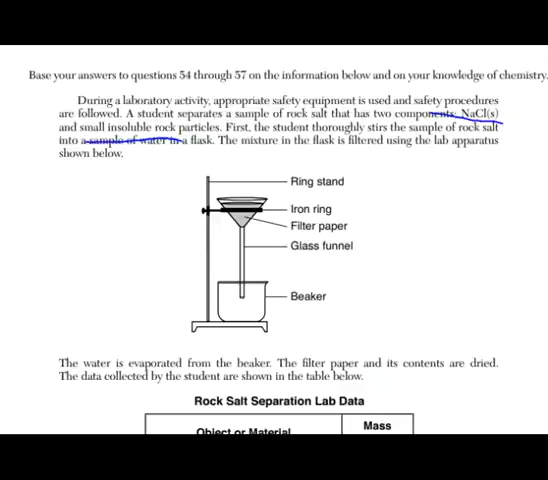 Base your answers to questions 54 through 57 on the information below and on your knowledge of chemistry.
During a laboratory activity, appropriate safety equipment is used and safety procedures
are followed. A student separates a sample of rock salt that has two components: NaCl(s)
and small insoluble rock particles. First, the student thoroughly stirs the sample of rock salt
into a sample of water in a flask. The mixture in the flask is filtered using the lab apparatus
shown below.
Ring stand
Iron ring
Filter paper
Glass funnel
Beaker
The water is evaporated from the beaker. The filter paper and its contents are dried.
The data collected by the student are shown in the table below.
Rock Salt Separation Lab Data
Object or Material
Mass